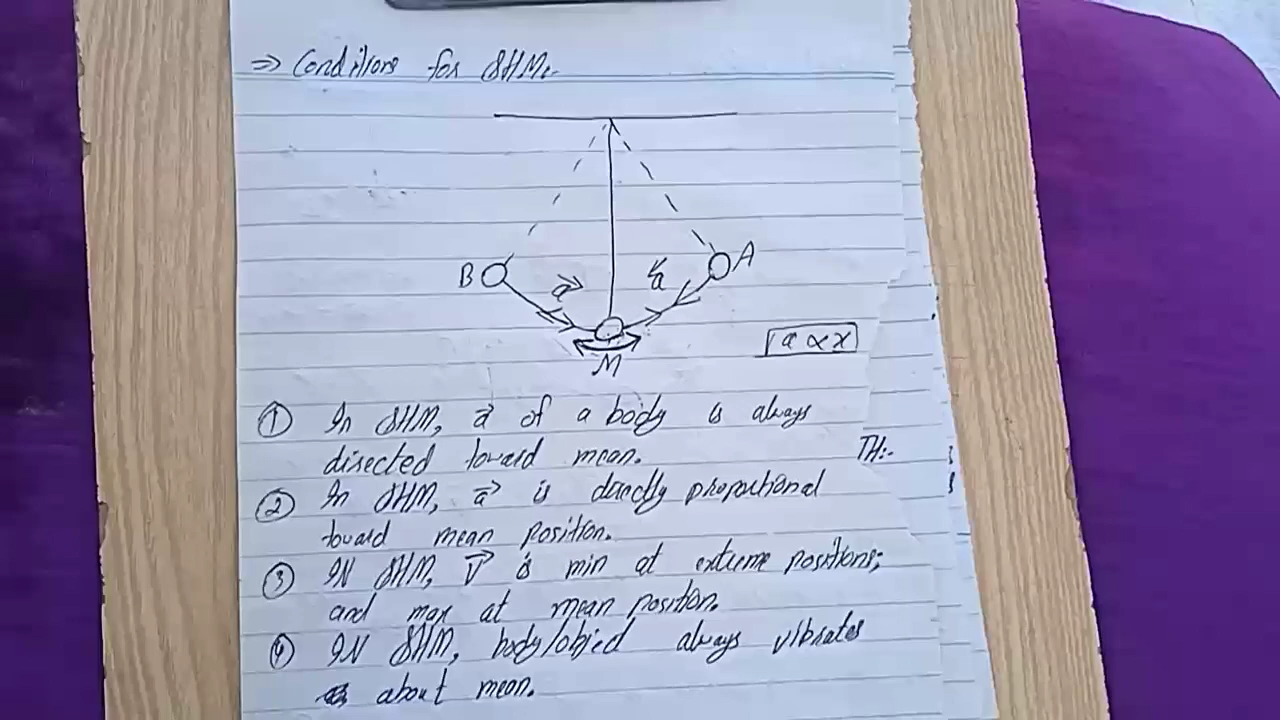 ⇒ Conditions for SHM:-
B
A
a⃗
a⃗
M
a ∝ x
① In SHM, a⃗ of a body is always
directed toward mean.
TH:-
② In SHM, a⃗ is directly proportional
toward mean position.
③ IN SHM, V⃗ is min at extreme positions;
and max at mean position.
④ IN SHM, body/object always vibrates
about mean.